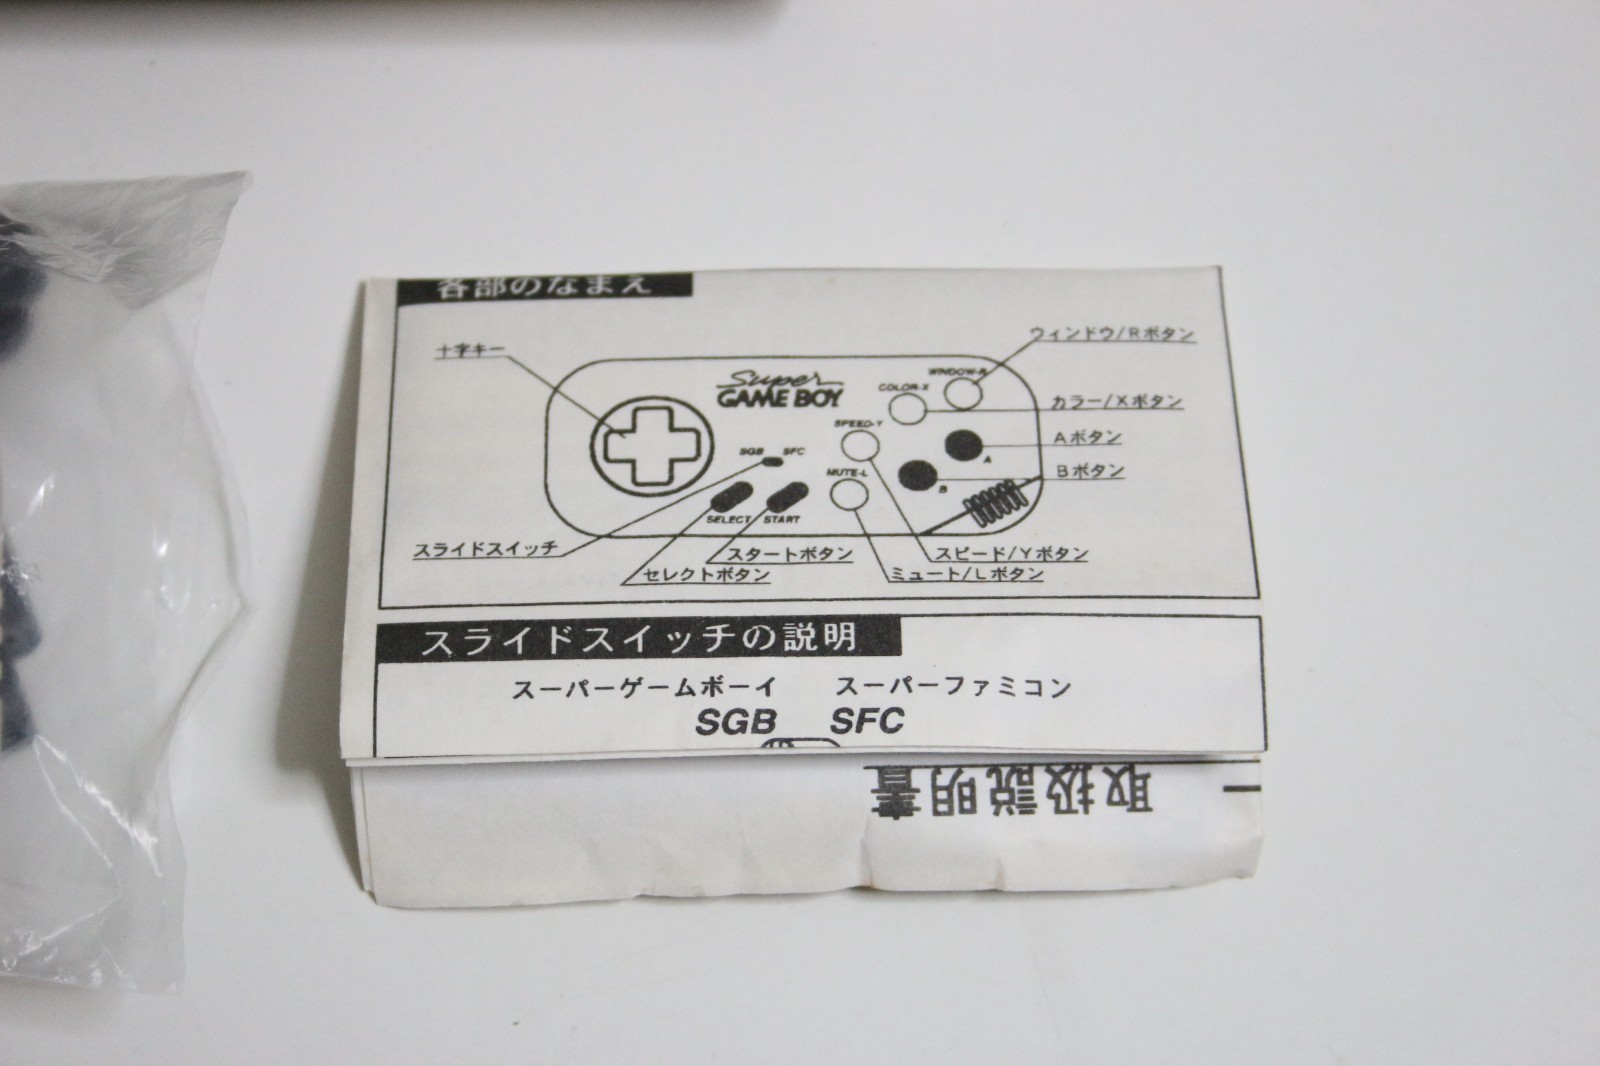 各部のなまえ
ウィンドウ/Rボタン
十字キー
Super
GAME BOY
WINDOW-R
COLOR-X
カラー/Xボタン
SPEED-Y
Aボタン
A
SGB SFC
MUTE-L
Bボタン
B
SELECT START
スライドスイッチ
スタートボタン
スピード/Yボタン
セレクトボタン
ミュート/Lボタン
スライドスイッチの説明
スーパーゲームボーイ スーパーファミコン
SGB SFC
取扱説明書